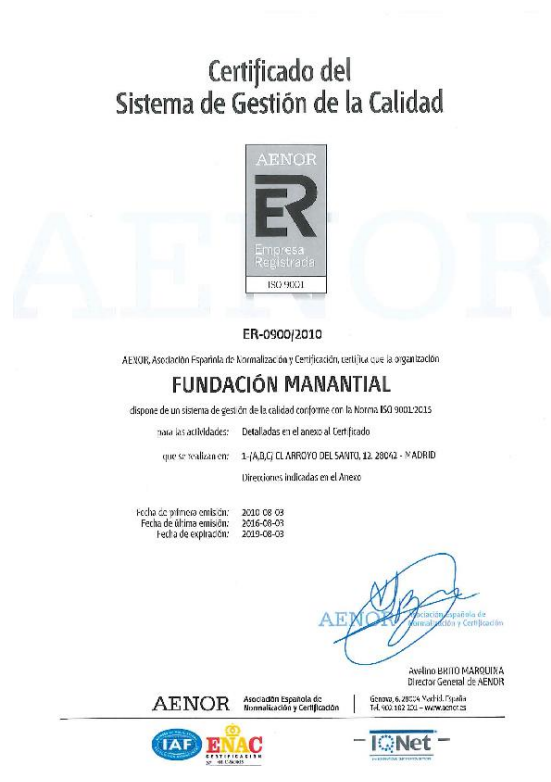 Certificado del
Sistema de Gestión de la Calidad
AENOR
ER
Empresa
Registrada
ISO 9001
AENOR
ER-0900/2010
AENOR, Asociación Española de Normalización y Certificación, certifica que la organización
FUNDACIÓN MANANTIAL
dispone de un sistema de gestión de la calidad conforme con la Norma ISO 9001:2015
para las actividades: Detalladas en el anexo al Certificado
que se realizan en: 1-(A,B,C) CL ARROYO DEL SANTO, 12. 28042 - MADRID
Direcciones indicadas en el Anexo
Fecha de primera emisión: 2010-08-03
Fecha de última emisión: 2016-08-03
Fecha de expiración: 2019-08-03
AENOR Asociación Española de
Normalización y Certificación
Avelino BRITO MARQUINA
Director General de AENOR
AENOR Asociación Española de
Normalización y Certificación
Génova, 6. 28004 Madrid. España
Tel. 902 102 201 – www.aenor.es
IAF
ENAC
CERTIFICACIÓN
IQNet